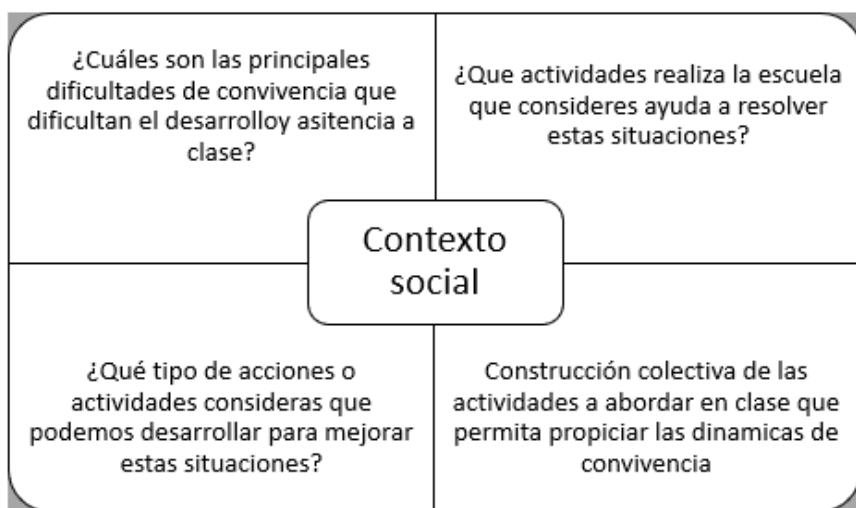 ¿Cuáles son las principales
dificultades de convivencia que
dificultan el desarrolloy asitencia a
clase?
¿Que actividades realiza la escuela
que consideres ayuda a resolver
estas situaciones?
Contexto
social
¿Qué tipo de acciones o
actividades consideras que
podemos desarrollar para mejorar
estas situaciones?
Construcción colectiva de las
actividades a abordar en clase que
permita propiciar las dinamicas de
convivencia